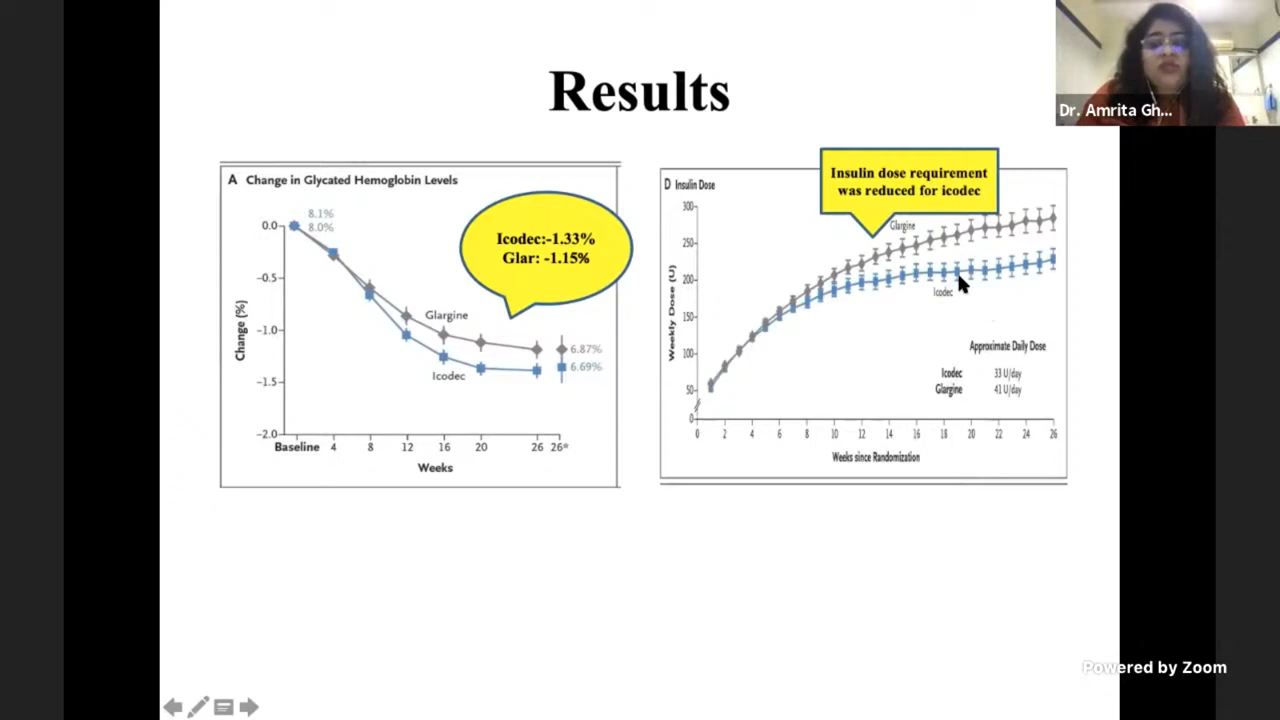 Results
Dr. Amrita Gh...
A Change in Glycated Hemoglobin Levels
8.1%
8.0%
0.0
-0.5
-1.0
-1.5
-2.0
Change (%)
Icodec:-1.33%
Glar: -1.15%
Glargine
Icodec
6.87%
6.69%
Baseline 4 8 12 16 20 26 26*
Weeks
D Insulin Dose
Insulin dose requirement
was reduced for icodec
300
250
200
150
100
50
0
Weekly Dose (U)
Glargine
Icodec
Approximate Daily Dose
Icodec 33 U/day
Glargine 41 U/day
0 2 4 6 8 10 12 14 16 18 20 22 24 26
Weeks since Randomization
Powered by Zoom